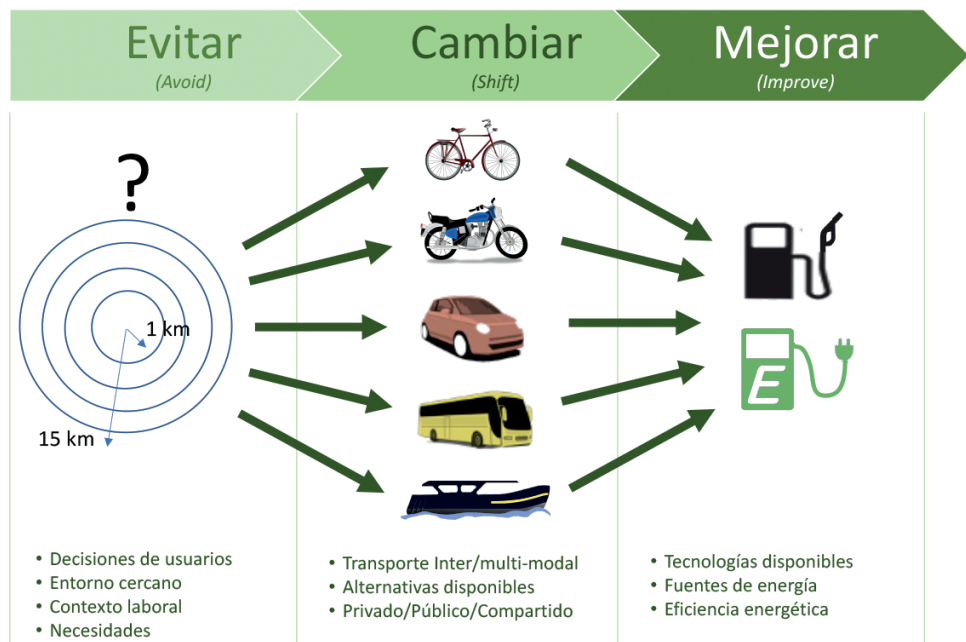 Evitar
(Avoid)
Cambiar
(Shift)
Mejorar
(Improve)
?
1 km
15 km
E
• Decisiones de usuarios
• Entorno cercano
• Contexto laboral
• Necesidades
• Transporte Inter/multi-modal
• Alternativas disponibles
• Privado/Público/Compartido
• Tecnologías disponibles
• Fuentes de energía
• Eficiencia energética